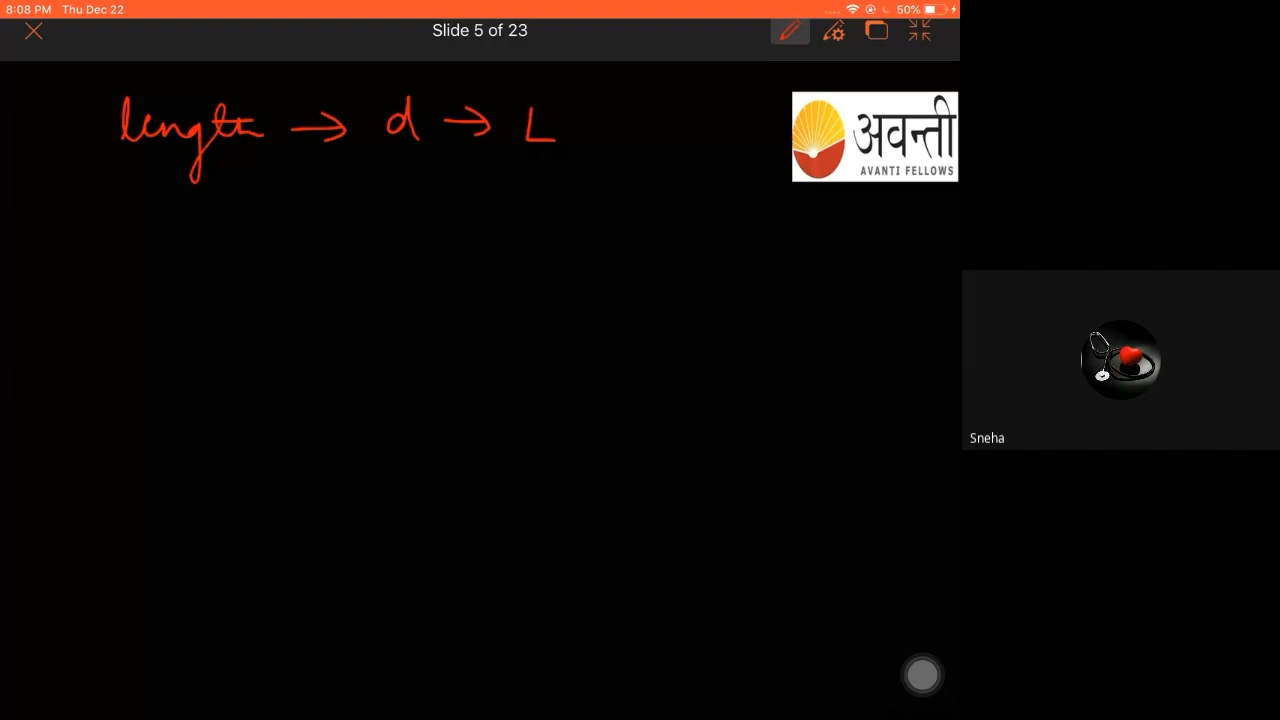 8:08 PM Thu Dec 22
50%
Slide 5 of 23
length → d → L
अवन्ती
AVANTI FELLOWS
Sneha